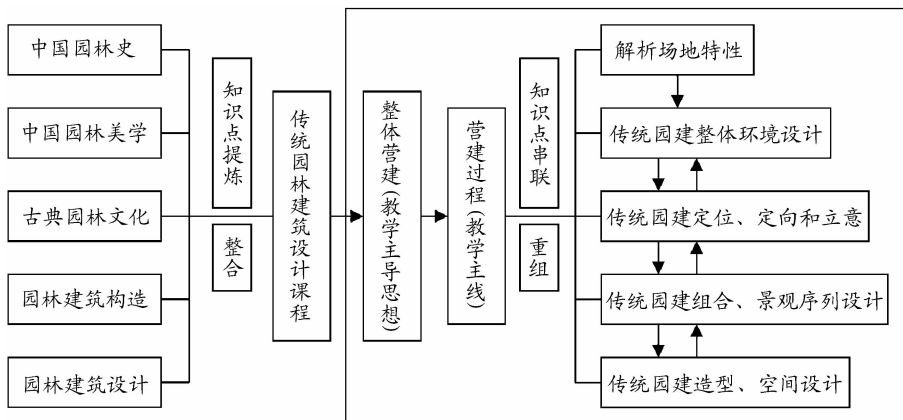 中国园林史
中国园林美学
古典园林文化
园林建筑构造
园林建筑设计
知识点提炼
整合
传统园林建筑设计课程
整体营建(教学主导思想)
营建过程(教学主线)
知识点串联
重组
解析场地特性
传统园建整体环境设计
传统园建定位、定向和立意
传统园建组合、景观序列设计
传统园建造型、空间设计